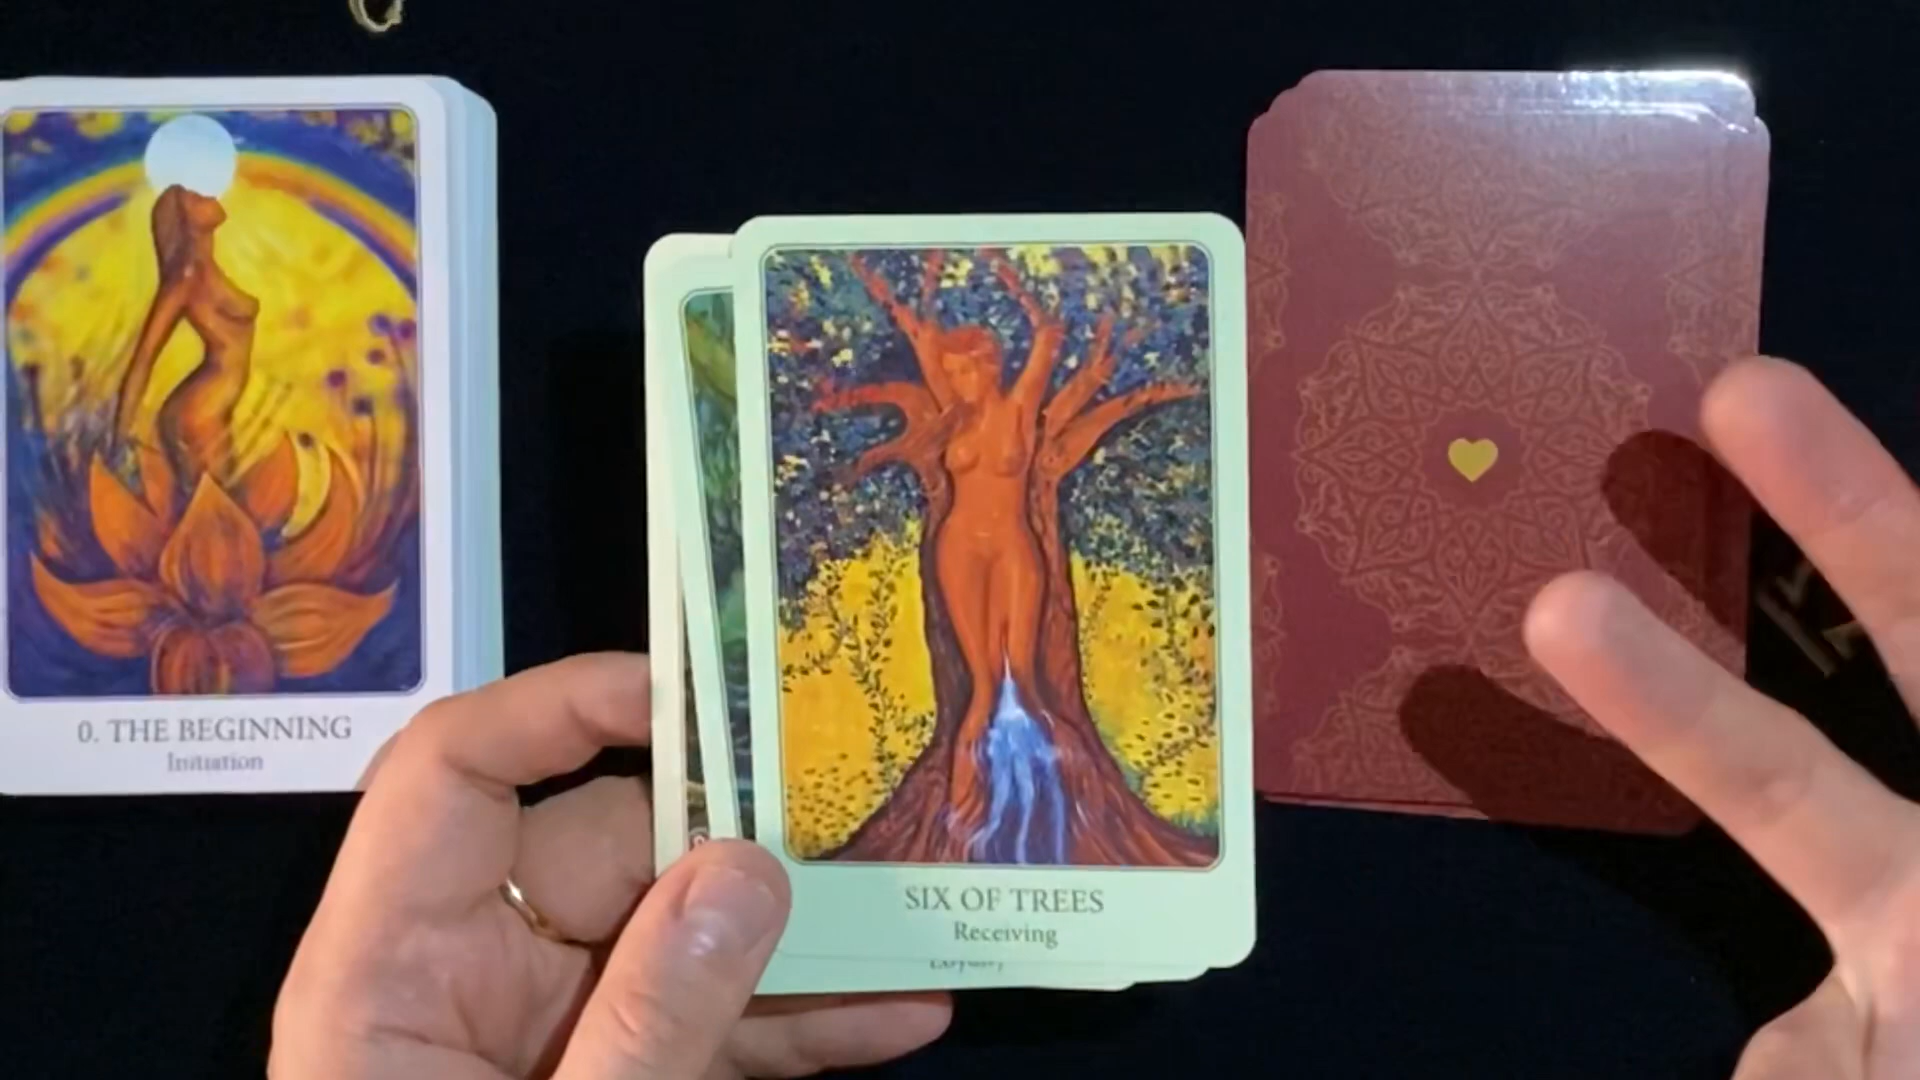 0. THE BEGINNING
Initiation
SIX OF TREES
Receiving